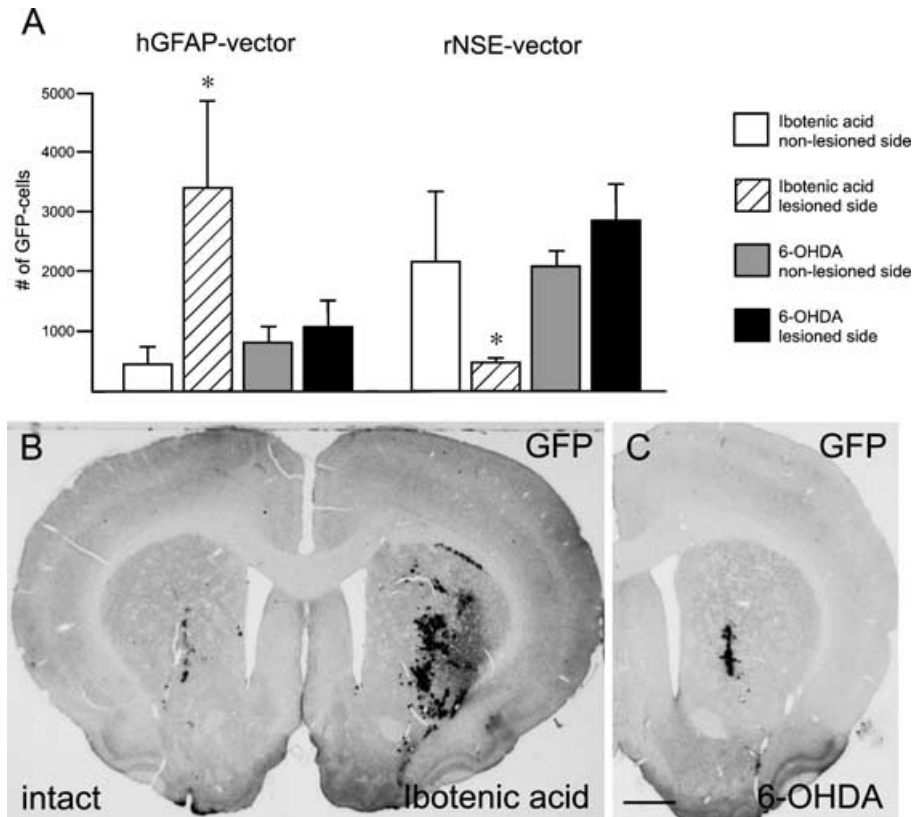 A
hGFAP-vector
rNSE-vector
*
*
5000
4000
3000
2000
1000
# of GFP-cells
Ibotenic acid
non-lesioned side
Ibotenic acid
lesioned side
6-OHDA
non-lesioned side
6-OHDA
lesioned side
B
GFP
intact
Ibotenic acid
C
GFP
6-OHDA